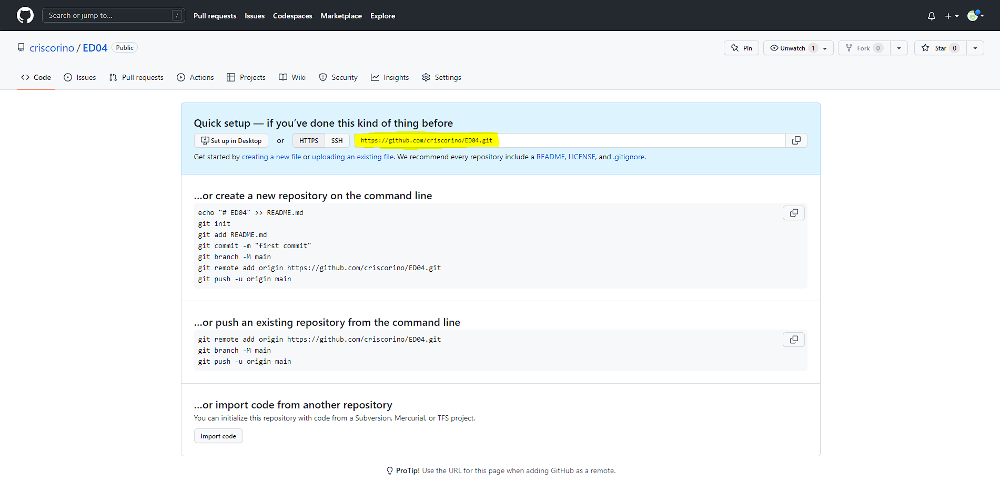 Search or jump to... /
Pull requests Issues Codespaces Marketplace Explore
criscorino / ED04 Public
Pin Unwatch 1 Fork 0 Star 0
Code Issues Pull requests Actions Projects Wiki Security Insights Settings
Quick setup — if you’ve done this kind of thing before
Set up in Desktop or HTTPS SSH https://github.com/criscorino/ED04.git
Get started by creating a new file or uploading an existing file. We recommend every repository include a README, LICENSE, and .gitignore.
…or create a new repository on the command line
echo "# ED04" >> README.md
git init
git add README.md
git commit -m "first commit"
git branch -M main
git remote add origin https://github.com/criscorino/ED04.git
git push -u origin main
…or push an existing repository from the command line
git remote add origin https://github.com/criscorino/ED04.git
git branch -M main
git push -u origin main
…or import code from another repository
You can initialize this repository with code from a Subversion, Mercurial, or TFS project.
Import code
ProTip! Use the URL for this page when adding GitHub as a remote.